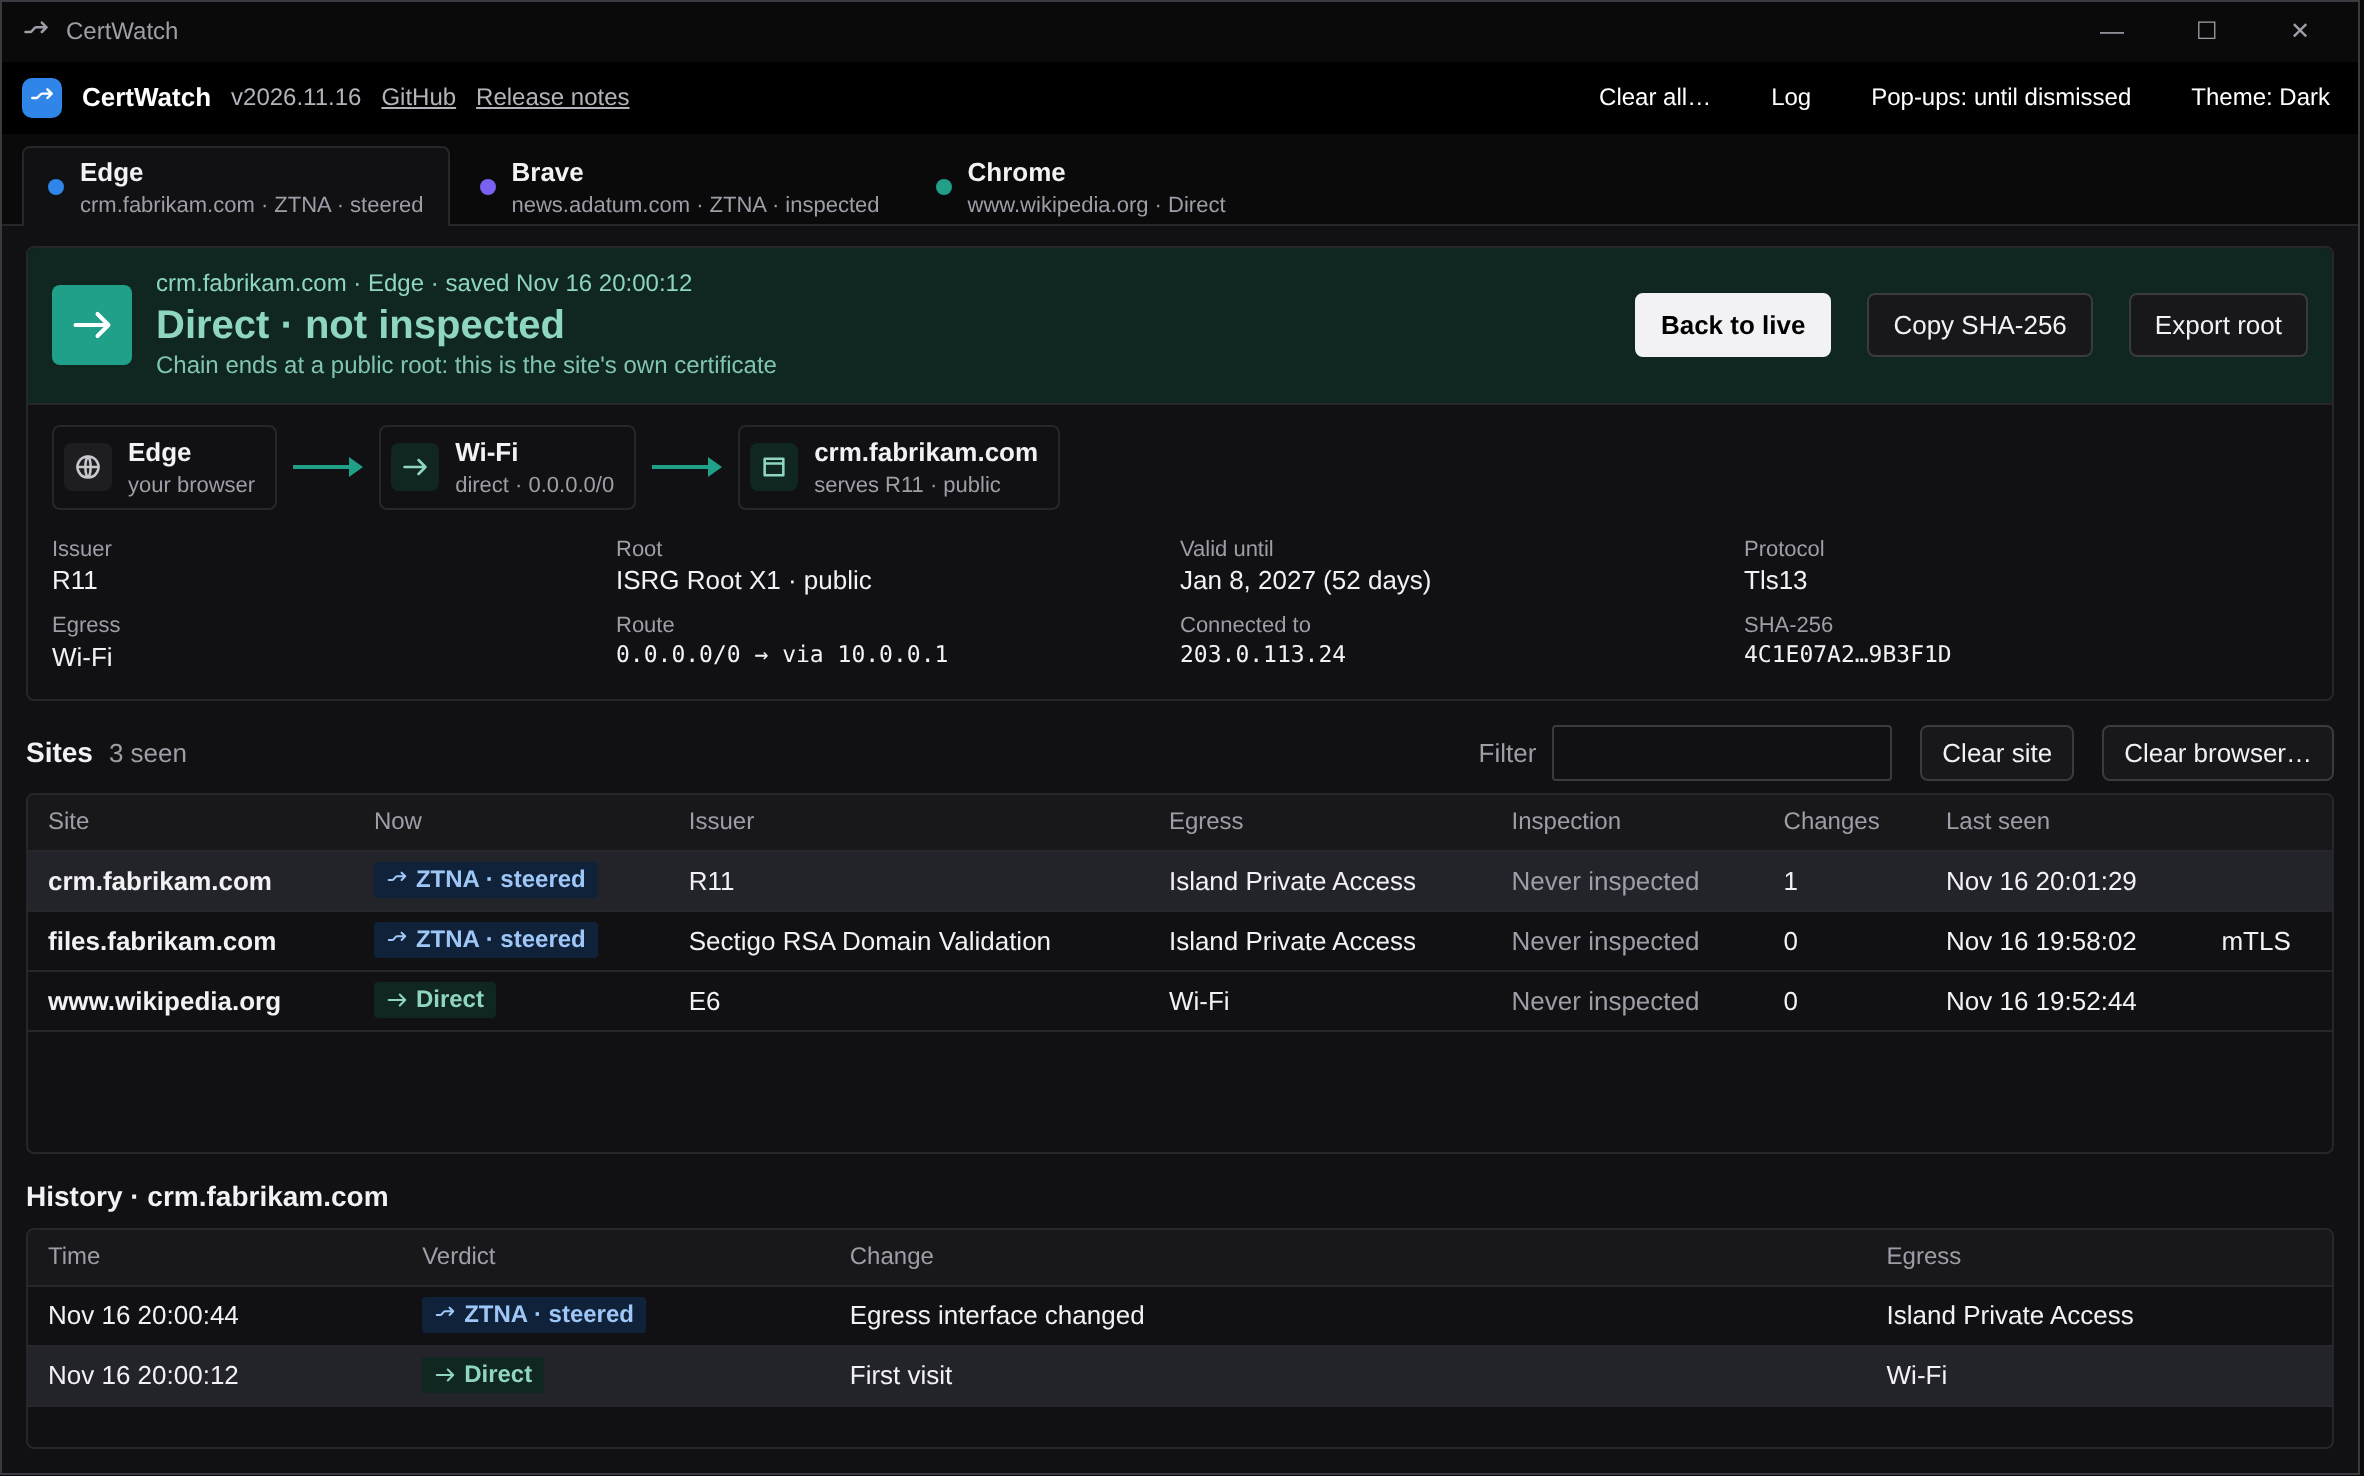 CertWatch
CertWatch v2026.11.16 GitHub Release notes Clear all… Log Pop-ups: until dismissed Theme: Dark
Edge
crm.fabrikam.com · ZTNA · steered
Brave
news.adatum.com · ZTNA · inspected
Chrome
www.wikipedia.org · Direct
crm.fabrikam.com · Edge · saved Nov 16 20:00:12
Direct · not inspected
Chain ends at a public root: this is the site's own certificate
Back to live Copy SHA-256 Export root
Edge
your browser
Wi-Fi
direct · 0.0.0.0/0
crm.fabrikam.com
serves R11 · public
Issuer
R11
Root
ISRG Root X1 · public
Valid until
Jan 8, 2027 (52 days)
Protocol
Tls13
Egress
Wi-Fi
Route
0.0.0.0/0 → via 10.0.0.1
Connected to
203.0.113.24
SHA-256
4C1E07A2…9B3F1D
Sites 3 seen Filter Clear site Clear browser…
Site Now Issuer Egress Inspection Changes Last seen
crm.fabrikam.com ZTNA · steered R11 Island Private Access Never inspected 1 Nov 16 20:01:29
files.fabrikam.com ZTNA · steered Sectigo RSA Domain Validation Island Private Access Never inspected 0 Nov 16 19:58:02 mTLS
www.wikipedia.org Direct E6 Wi-Fi Never inspected 0 Nov 16 19:52:44
History · crm.fabrikam.com
Time Verdict Change Egress
Nov 16 20:00:44 ZTNA · steered Egress interface changed Island Private Access
Nov 16 20:00:12 Direct First visit Wi-Fi